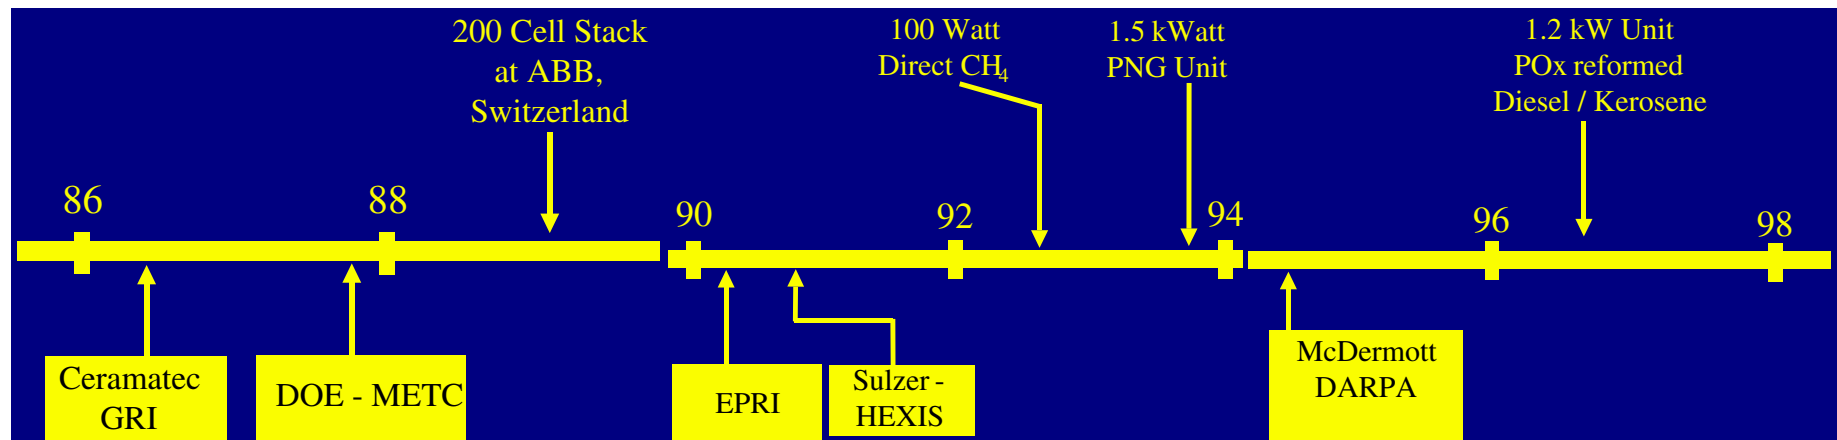 200 Cell Stack
at ABB,
Switzerland
100 Watt
Direct CH₄
1.5 kWatt
PNG Unit
1.2 kW Unit
POx reformed
Diesel / Kerosene
86
88
90
92
94
96
98
Ceramatec
GRI
DOE - METC
EPRI
Sulzer -
HEXIS
McDermott
DARPA